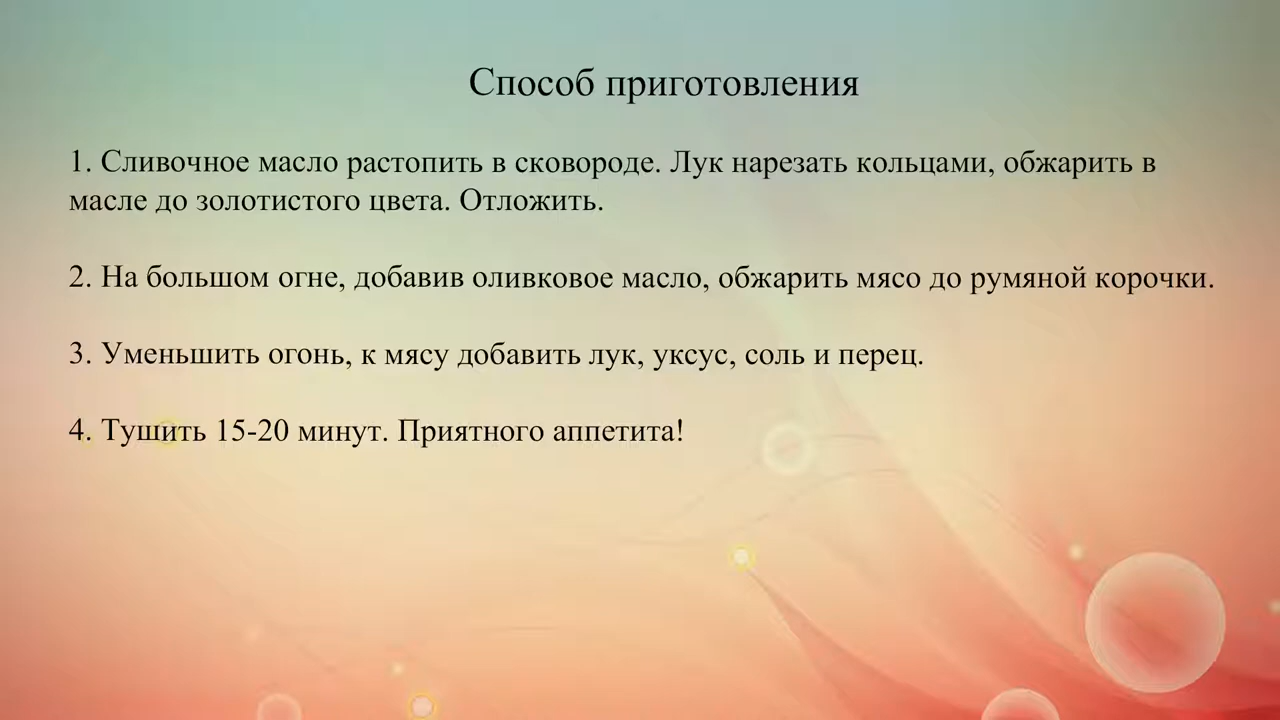 Способ приготовления
1. Сливочное масло растопить в сковороде. Лук нарезать кольцами, обжарить в
масле до золотистого цвета. Отложить.
2. На большом огне, добавив оливковое масло, обжарить мясо до румяной корочки.
3. Уменьшить огонь, к мясу добавить лук, уксус, соль и перец.
4. Тушить 15-20 минут. Приятного аппетита!